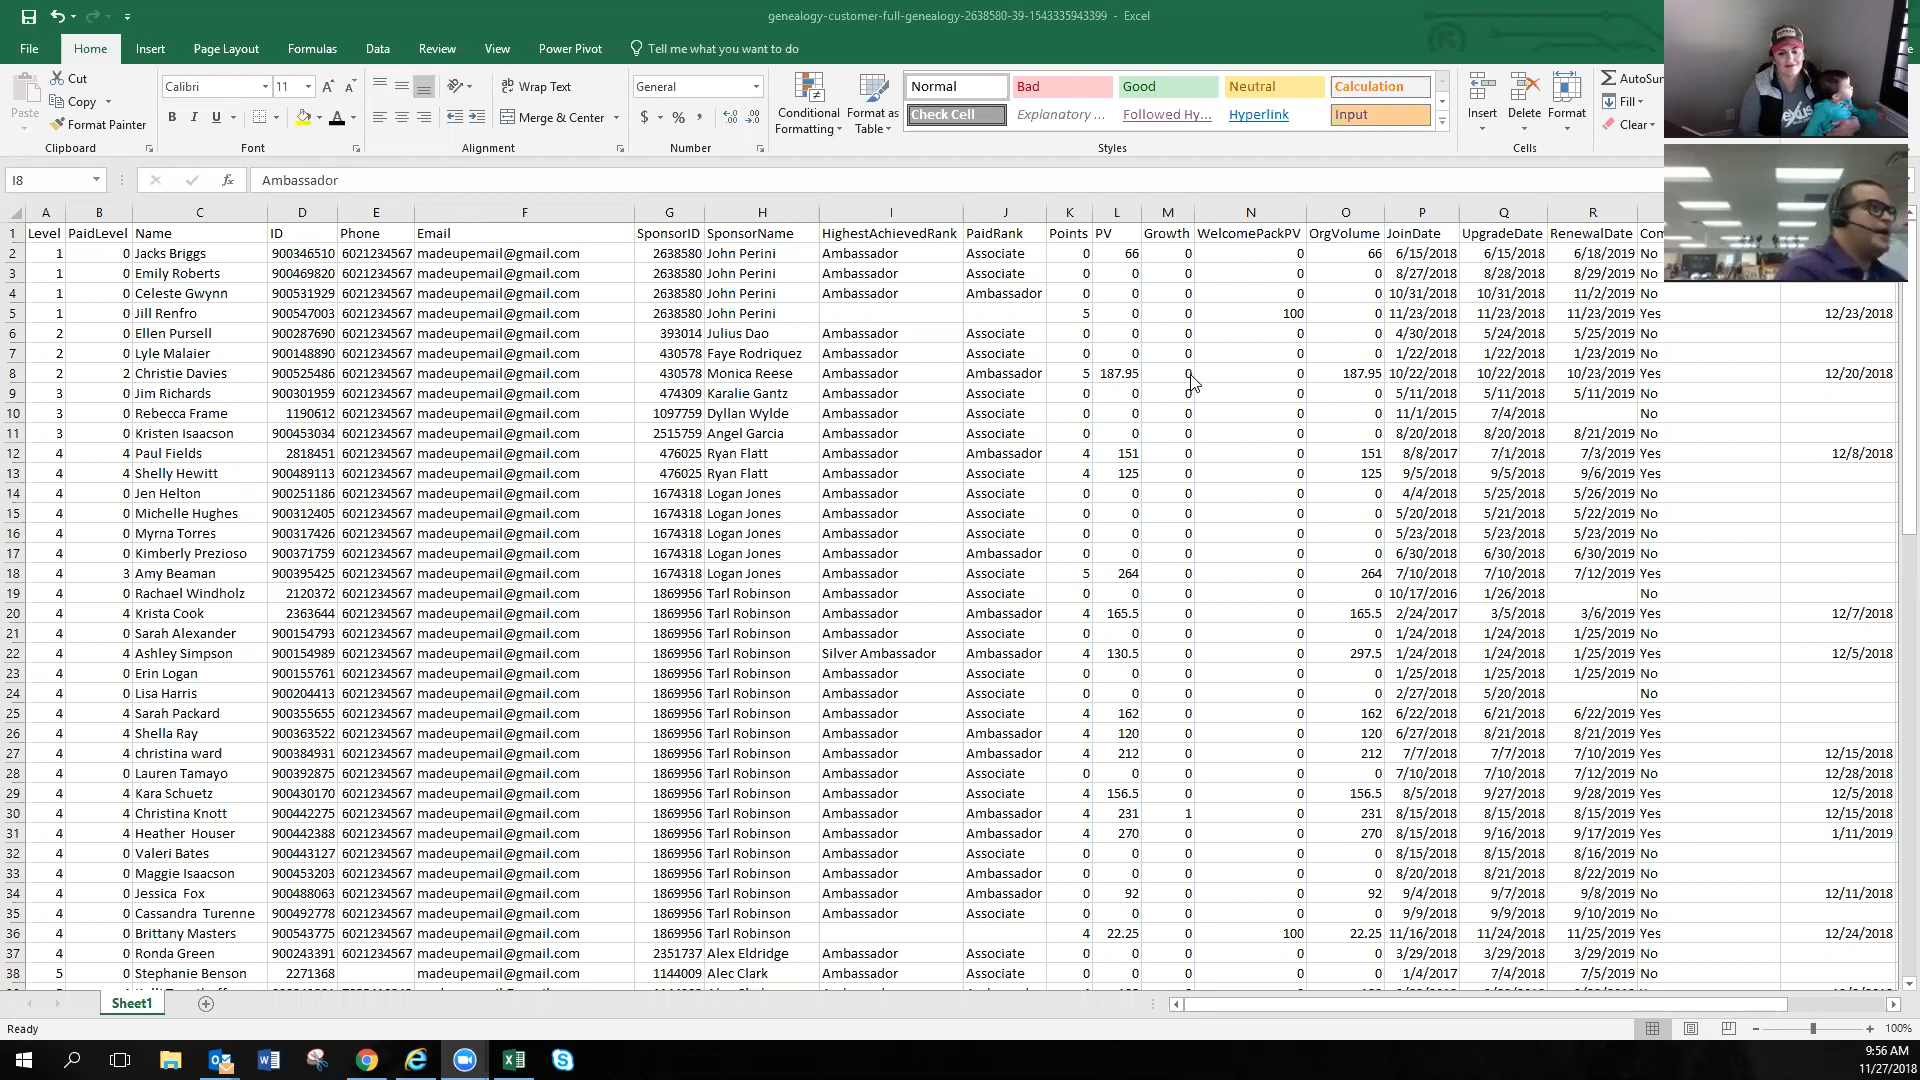 genealogy-customer-full-genealogy-2638580-39-1543335943399 - Excel
File Home Insert Page Layout Formulas Data Review View Power Pivot Tell me what you want to do
Paste Cut Copy Format Painter
Calibri 11 B I U
Wrap Text Merge & Center
General $ %
Conditional Formatting Format as Table
Normal Bad Good Neutral Calculation
Check Cell Explanatory ... Followed Hy... Hyperlink Input
Insert Delete Format
AutoSum Fill Clear
Clipboard Font Alignment Number Styles Cells
I8 fx Ambassador
A B C D E F G H I J K L M N O P Q R
1 Level PaidLevel Name ID Phone Email SponsorID SponsorName HighestAchievedRank PaidRank Points PV Growth WelcomePackPV OrgVolume JoinDate UpgradeDate RenewalDate Con
2 1 0 Jacks Briggs 900346510 6021234567 madeupemail@gmail.com 2638580 John Perini Ambassador Associate 0 66 0 0 66 6/15/2018 6/15/2018 6/18/2019 No
3 1 0 Emily Roberts 900469820 6021234567 madeupemail@gmail.com 2638580 John Perini Ambassador Associate 0 0 0 0 0 8/27/2018 8/28/2018 8/29/2019 No
4 1 0 Celeste Gwynn 900531929 6021234567 madeupemail@gmail.com 2638580 John Perini Ambassador Ambassador 0 0 0 0 0 10/31/2018 10/31/2018 11/2/2019 No
5 1 0 Jill Renfro 900547003 6021234567 madeupemail@gmail.com 2638580 John Perini 5 0 0 100 0 11/23/2018 11/23/2018 11/23/2019 Yes 12/23/2018
6 2 0 Ellen Pursell 900287690 6021234567 madeupemail@gmail.com 393014 Julius Dao Ambassador Associate 0 0 0 0 0 4/30/2018 5/24/2018 5/25/2019 No
7 2 0 Lyle Malaier 900148890 6021234567 madeupemail@gmail.com 430578 Faye Rodriquez Ambassador Associate 0 0 0 0 0 1/22/2018 1/22/2018 1/23/2019 No
8 2 2 Christie Davies 900525486 6021234567 madeupemail@gmail.com 430578 Monica Reese Ambassador Ambassador 5 187.95 0 0 187.95 10/22/2018 10/22/2018 10/23/2019 Yes 12/20/2018
9 3 0 Jim Richards 900301959 6021234567 madeupemail@gmail.com 474309 Karalie Gantz Ambassador Associate 0 0 0 0 0 5/11/2018 5/11/2018 5/11/2019 No
10 3 0 Rebecca Frame 1190612 6021234567 madeupemail@gmail.com 1097759 Dyllan Wylde Ambassador Associate 0 0 0 0 0 11/1/2015 7/4/2018 No
11 3 0 Kristen Isaacson 900453034 6021234567 madeupemail@gmail.com 2515759 Angel Garcia Ambassador Associate 0 0 0 0 0 8/20/2018 8/20/2018 8/21/2019 No
12 4 4 Paul Fields 2818451 6021234567 madeupemail@gmail.com 476025 Ryan Flatt Ambassador Ambassador 4 151 0 0 151 8/8/2017 7/1/2018 7/3/2019 Yes 12/8/2018
13 4 4 Shelly Hewitt 900489113 6021234567 madeupemail@gmail.com 476025 Ryan Flatt Ambassador Associate 4 125 0 0 125 9/5/2018 9/5/2018 9/6/2019 Yes
14 4 0 Jen Helton 900251186 6021234567 madeupemail@gmail.com 1674318 Logan Jones Ambassador Associate 0 0 0 0 0 4/4/2018 5/25/2018 5/26/2019 No
15 4 0 Michelle Hughes 900312405 6021234567 madeupemail@gmail.com 1674318 Logan Jones Ambassador Associate 0 0 0 0 0 5/20/2018 5/21/2018 5/22/2019 No
16 4 0 Myrna Torres 900317426 6021234567 madeupemail@gmail.com 1674318 Logan Jones Ambassador Associate 0 0 0 0 0 5/23/2018 5/23/2018 5/23/2019 No
17 4 0 Kimberly Prezioso 900371759 6021234567 madeupemail@gmail.com 1674318 Logan Jones Ambassador Ambassador 0 0 0 0 0 6/30/2018 6/30/2018 6/30/2019 No
18 4 3 Amy Beaman 900395425 6021234567 madeupemail@gmail.com 1674318 Logan Jones Ambassador Associate 5 264 0 0 264 7/10/2018 7/10/2018 7/12/2019 Yes
19 4 0 Rachael Windholz 2120372 6021234567 madeupemail@gmail.com 1869956 Tarl Robinson Ambassador Associate 0 0 0 0 0 10/17/2016 1/26/2018 No
20 4 4 Krista Cook 2363644 6021234567 madeupemail@gmail.com 1869956 Tarl Robinson Ambassador Ambassador 4 165.5 0 0 165.5 2/24/2017 3/5/2018 3/6/2019 Yes 12/7/2018
21 4 0 Sarah Alexander 900154793 6021234567 madeupemail@gmail.com 1869956 Tarl Robinson Ambassador Associate 0 0 0 0 0 1/24/2018 1/24/2018 1/25/2019 No
22 4 4 Ashley Simpson 900154989 6021234567 madeupemail@gmail.com 1869956 Tarl Robinson Silver Ambassador Ambassador 4 130.5 0 0 297.5 1/24/2018 1/24/2018 1/25/2019 Yes 12/5/2018
23 4 0 Erin Logan 900155761 6021234567 madeupemail@gmail.com 1869956 Tarl Robinson Ambassador Associate 0 0 0 0 0 1/25/2018 1/25/2018 1/25/2019 No
24 4 0 Lisa Harris 900204413 6021234567 madeupemail@gmail.com 1869956 Tarl Robinson Ambassador Associate 0 0 0 0 0 2/27/2018 5/20/2018 No
25 4 4 Sarah Packard 900355655 6021234567 madeupemail@gmail.com 1869956 Tarl Robinson Ambassador Associate 4 162 0 0 162 6/22/2018 6/21/2018 6/22/2019 Yes
26 4 4 Shella Ray 900363522 6021234567 madeupemail@gmail.com 1869956 Tarl Robinson Ambassador Ambassador 4 120 0 0 120 6/27/2018 8/21/2018 8/21/2019 Yes
27 4 4 christina ward 900384931 6021234567 madeupemail@gmail.com 1869956 Tarl Robinson Ambassador Ambassador 4 212 0 0 212 7/7/2018 7/7/2018 7/10/2019 Yes 12/15/2018
28 4 0 Lauren Tamayo 900392875 6021234567 madeupemail@gmail.com 1869956 Tarl Robinson Ambassador Associate 0 0 0 0 0 7/10/2018 7/10/2018 7/12/2019 No 12/28/2018
29 4 4 Kara Schuetz 900430170 6021234567 madeupemail@gmail.com 1869956 Tarl Robinson Ambassador Associate 4 156.5 0 0 156.5 8/5/2018 9/27/2018 9/28/2019 Yes 12/5/2018
30 4 4 Christina Knott 900442275 6021234567 madeupemail@gmail.com 1869956 Tarl Robinson Ambassador Ambassador 4 231 1 0 231 8/15/2018 8/15/2018 8/15/2019 Yes 12/15/2018
31 4 4 Heather Houser 900442388 6021234567 madeupemail@gmail.com 1869956 Tarl Robinson Ambassador Ambassador 4 270 0 0 270 8/15/2018 9/16/2018 9/17/2019 Yes 1/11/2019
32 4 0 Valeri Bates 900443127 6021234567 madeupemail@gmail.com 1869956 Tarl Robinson Ambassador Associate 0 0 0 0 0 8/15/2018 8/15/2018 8/16/2019 No
33 4 0 Maggie Isaacson 900453203 6021234567 madeupemail@gmail.com 1869956 Tarl Robinson Ambassador Ambassador 0 0 0 0 0 8/20/2018 8/21/2018 8/22/2019 No
34 4 0 Jessica Fox 900488063 6021234567 madeupemail@gmail.com 1869956 Tarl Robinson Ambassador Ambassador 0 92 0 0 92 9/4/2018 9/7/2018 9/8/2019 No 12/11/2018
35 4 0 Cassandra Turenne 900492778 6021234567 madeupemail@gmail.com 1869956 Tarl Robinson Ambassador Associate 0 0 0 0 0 9/9/2018 9/9/2018 9/10/2019 No
36 4 0 Brittany Masters 900543775 6021234567 madeupemail@gmail.com 1869956 Tarl Robinson 4 22.25 0 100 22.25 11/16/2018 11/24/2018 11/25/2019 Yes 12/24/2018
37 4 0 Ronda Green 900243391 6021234567 madeupemail@gmail.com 2351737 Alex Eldridge Ambassador Associate 0 0 0 0 0 3/29/2018 3/29/2018 3/29/2019 No
38 5 0 Stephanie Benson 2271368 madeupemail@gmail.com 1144009 Alec Clark Ambassador Associate 0 0 0 0 0 1/4/2017 7/4/2018 7/5/2019 No
Sheet1
Ready 100%
9:56 AM
11/27/2018